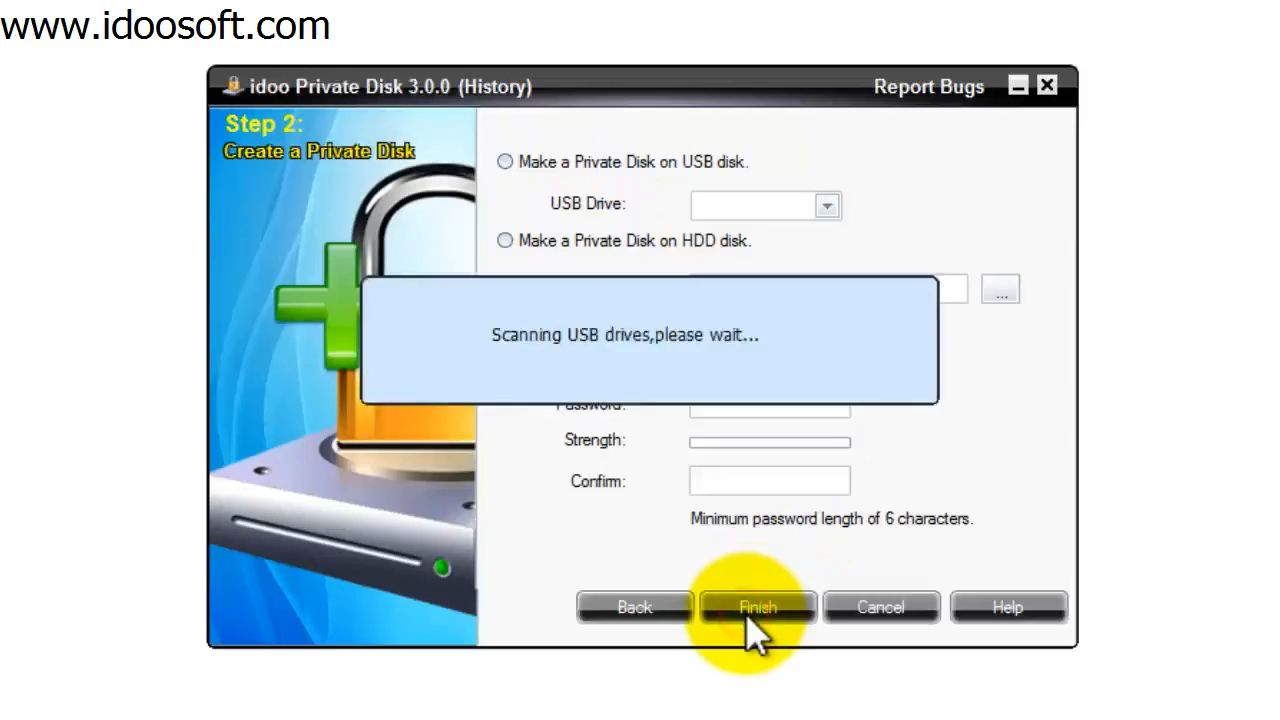 www.idoosoft.com
idoo Private Disk 3.0.0 (History) Report Bugs
Step 2:
Create a Private Disk
Make a Private Disk on USB disk.
USB Drive:
Make a Private Disk on HDD disk.
...
Scanning USB drives,please wait...
Password:
Strength:
Confirm:
Minimum password length of 6 characters.
Back Finish Cancel Help